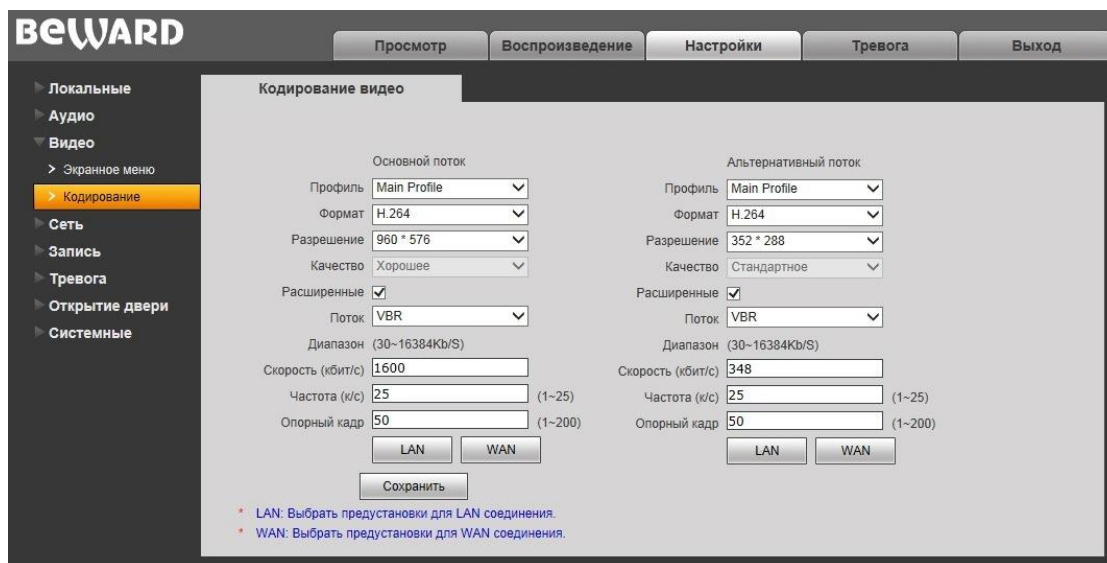 BEWARD
Просмотр Воспроизведение Настройки Тревога Выход
Локальные
Аудио
Видео
> Экранное меню
> Кодирование
Сеть
Запись
Тревога
Открытие двери
Системные
Кодирование видео
Основной поток
Профиль Main Profile
Формат H.264
Разрешение 960 * 576
Качество Хорошее
Расширенные
Поток VBR
Диапазон (30~16384Kb/S)
Скорость (кбит/с) 1600
Частота (к/с) 25 (1~25)
Опорный кадр 50 (1~200)
LAN WAN
Альтернативный поток
Профиль Main Profile
Формат H.264
Разрешение 352 * 288
Качество Стандартное
Расширенные
Поток VBR
Диапазон (30~16384Kb/S)
Скорость (кбит/с) 348
Частота (к/с) 25 (1~25)
Опорный кадр 50 (1~200)
LAN WAN
Сохранить
* LAN: Выбрать предустановки для LAN соединения.
* WAN: Выбрать предустановки для WAN соединения.